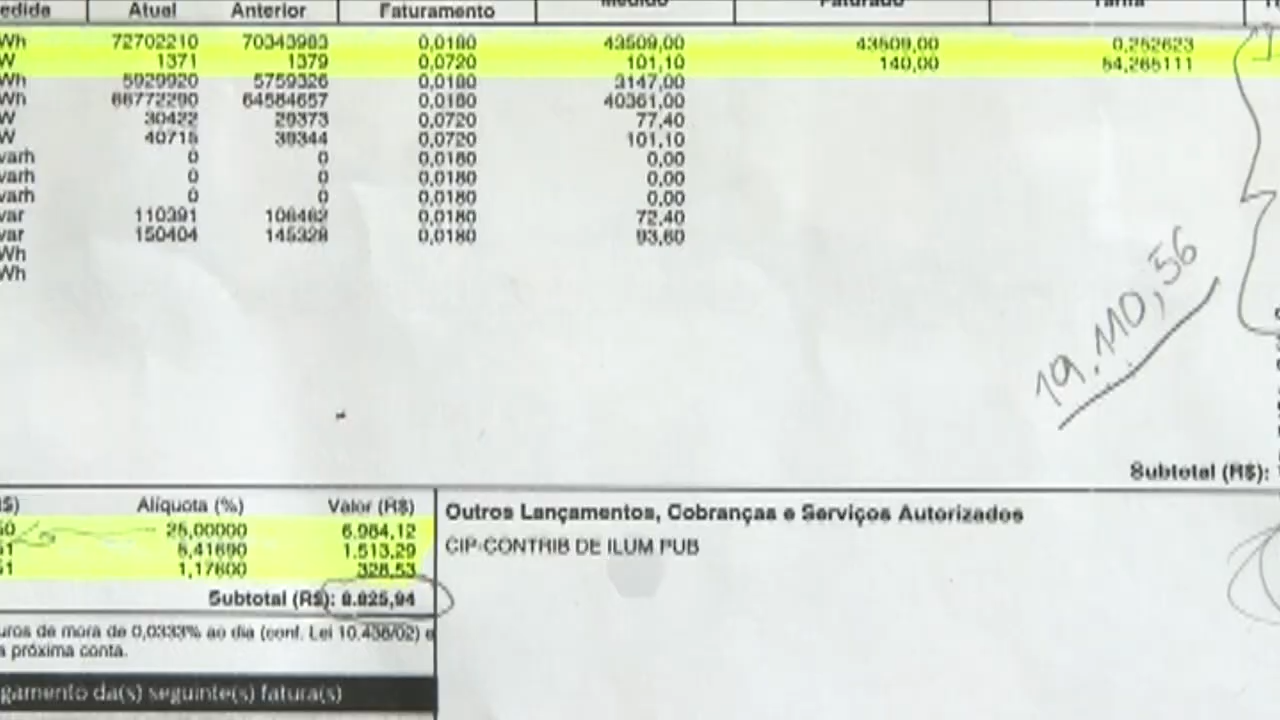 edida Atual Anterior Faturamento Medido Faturado Tarifa
Wh 72702210 70343983 0,0180 43509,00 43509,00 0,252623
W 1371 1379 0,0720 101,10 140,00 54,265111
Wh 5929920 5759326 0,0180 3147,00
Wh 66772290 64584657 0,0180 40361,00
W 30422 29373 0,0720 77,40
W 40715 39344 0,0720 101,10
varh 0 0 0,0180 0,00
varh 0 0 0,0180 0,00
varh 0 0 0,0180 0,00
var 110391 106462 0,0180 72,40
var 150404 145328 0,0180 93,60
Wh
Wh
19.110,56
Subtotal (R$):
$) Alíquota (%) Valor (R$)
25,00000 6.984,12
5,41690 1.513,29
1,17600 328,53
Subtotal (R$): 8.825,94
Outros Lançamentos, Cobranças e Serviços Autorizados
CIP-CONTRIB DE ILUM PUB
uros de mora de 0,0333% ao dia (conf. Lei 10.438/02) e
a próxima conta.
gamento da(s) seguinte(s) fatura(s)